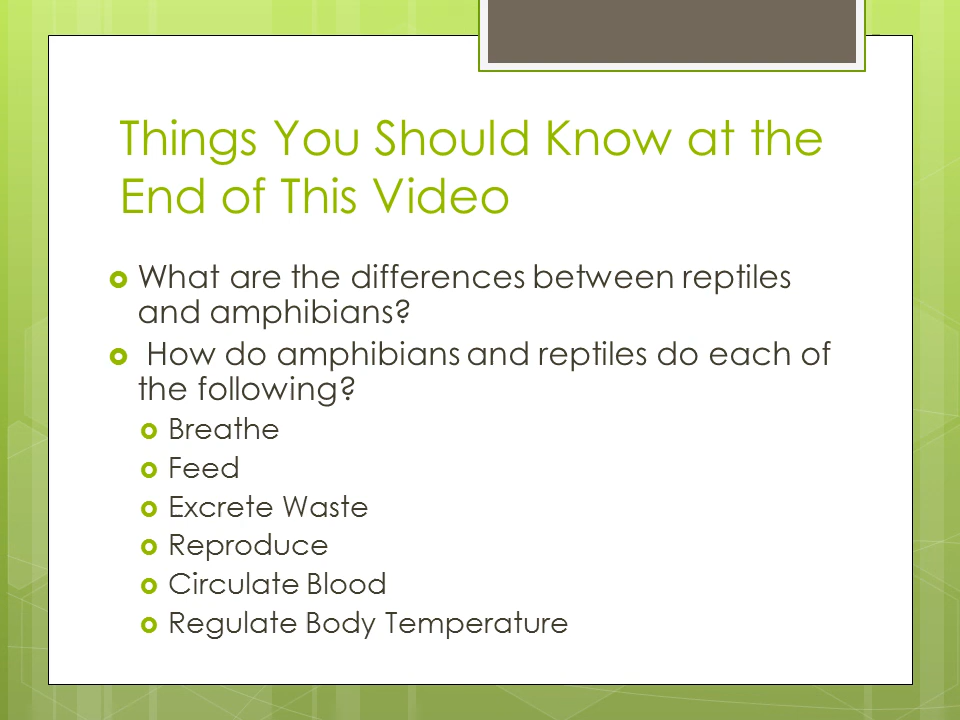 Things You Should Know at the
End of This Video
What are the differences between reptiles
and amphibians?
How do amphibians and reptiles do each of
the following?
Breathe
Feed
Excrete Waste
Reproduce
Circulate Blood
Regulate Body Temperature